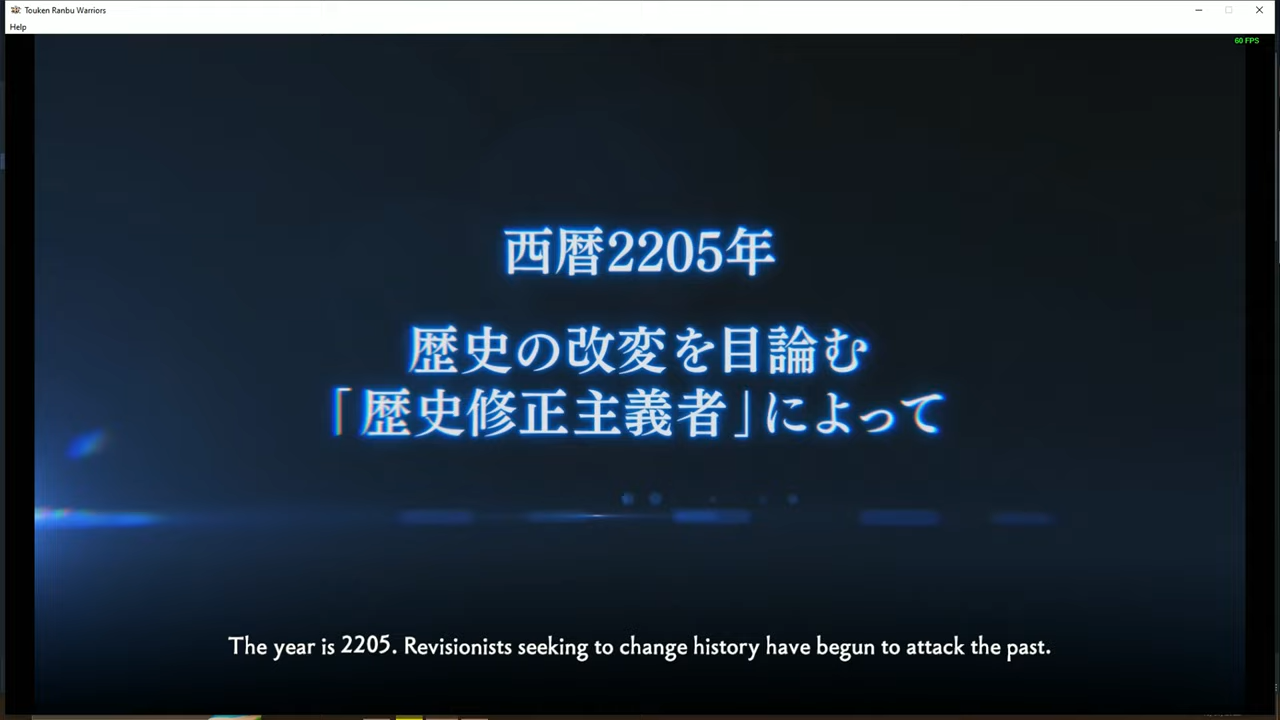 Touken Ranbu Warriors
Help
60 FPS
西暦2205年
歴史の改変を目論む
「歴史修正主義者」によって
The year is 2205. Revisionists seeking to change history have begun to attack the past.